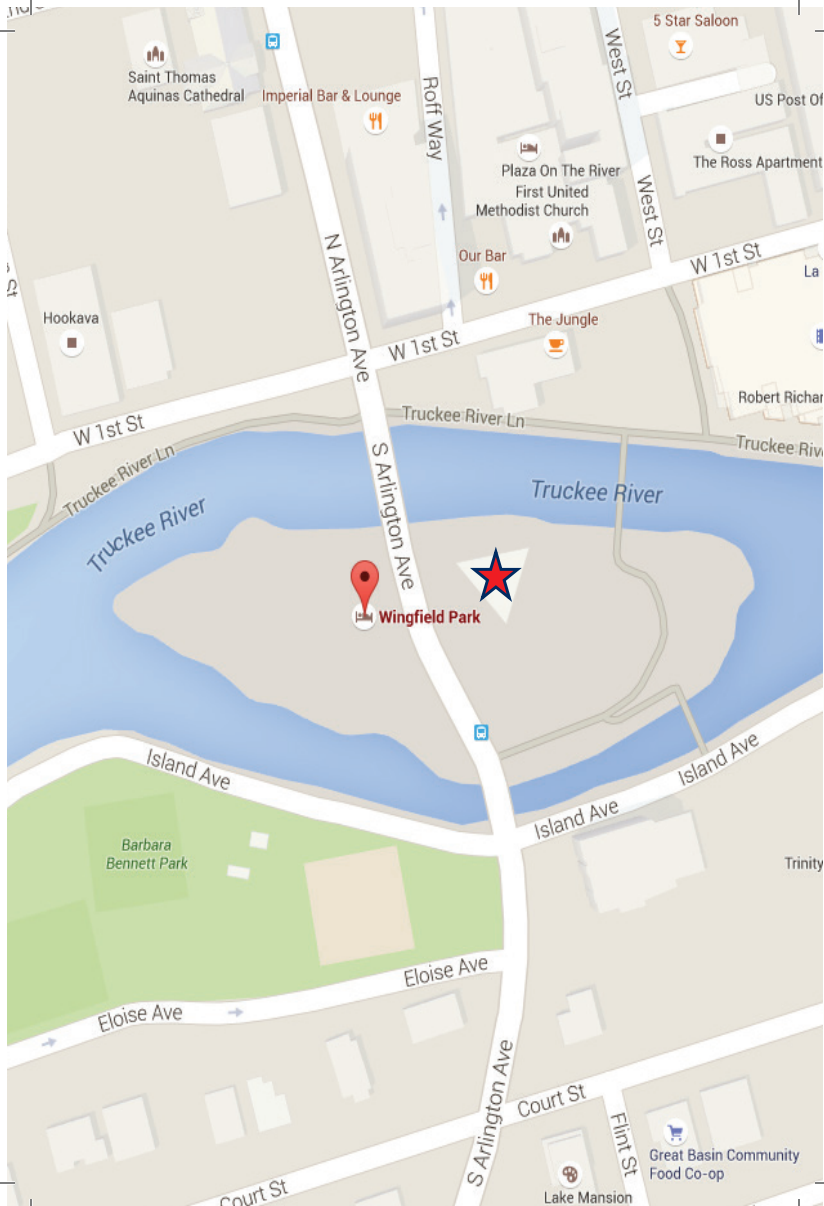 5 Star Saloon
Saint Thomas
Aquinas Cathedral
Imperial Bar & Lounge
Roff Way
West St
US Post Of
Plaza On The River
The Ross Apartment
First United
Methodist Church
West St
N Arlington Ave
Our Bar
W 1st St
La
St
Hookava
The Jungle
W 1st St
Robert Richar
Truckee River Ln
W 1st St
Truckee Rive
Truckee River Ln
S Arlington Ave
Truckee River
Truckee River
Wingfield Park
Island Ave
Island Ave
Island Ave
Barbara
Bennett Park
Trinity
Eloise Ave
Eloise Ave
S Arlington Ave
Court St
Flint St
Great Basin Community
Food Co-op
Lake Mansion
Court St